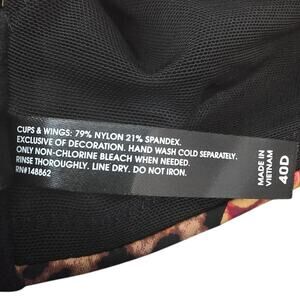 CUPS & WINGS: 79% NYLON 21% SPANDEX.
EXCLUSIVE OF DECORATION. HAND WASH COLD SEPARATELY.
ONLY NON-CHLORINE BLEACH WHEN NEEDED.
RINSE THOROUGHLY. LINE DRY. DO NOT IRON.
RN#148862
MADE IN
VIETNAM
40D